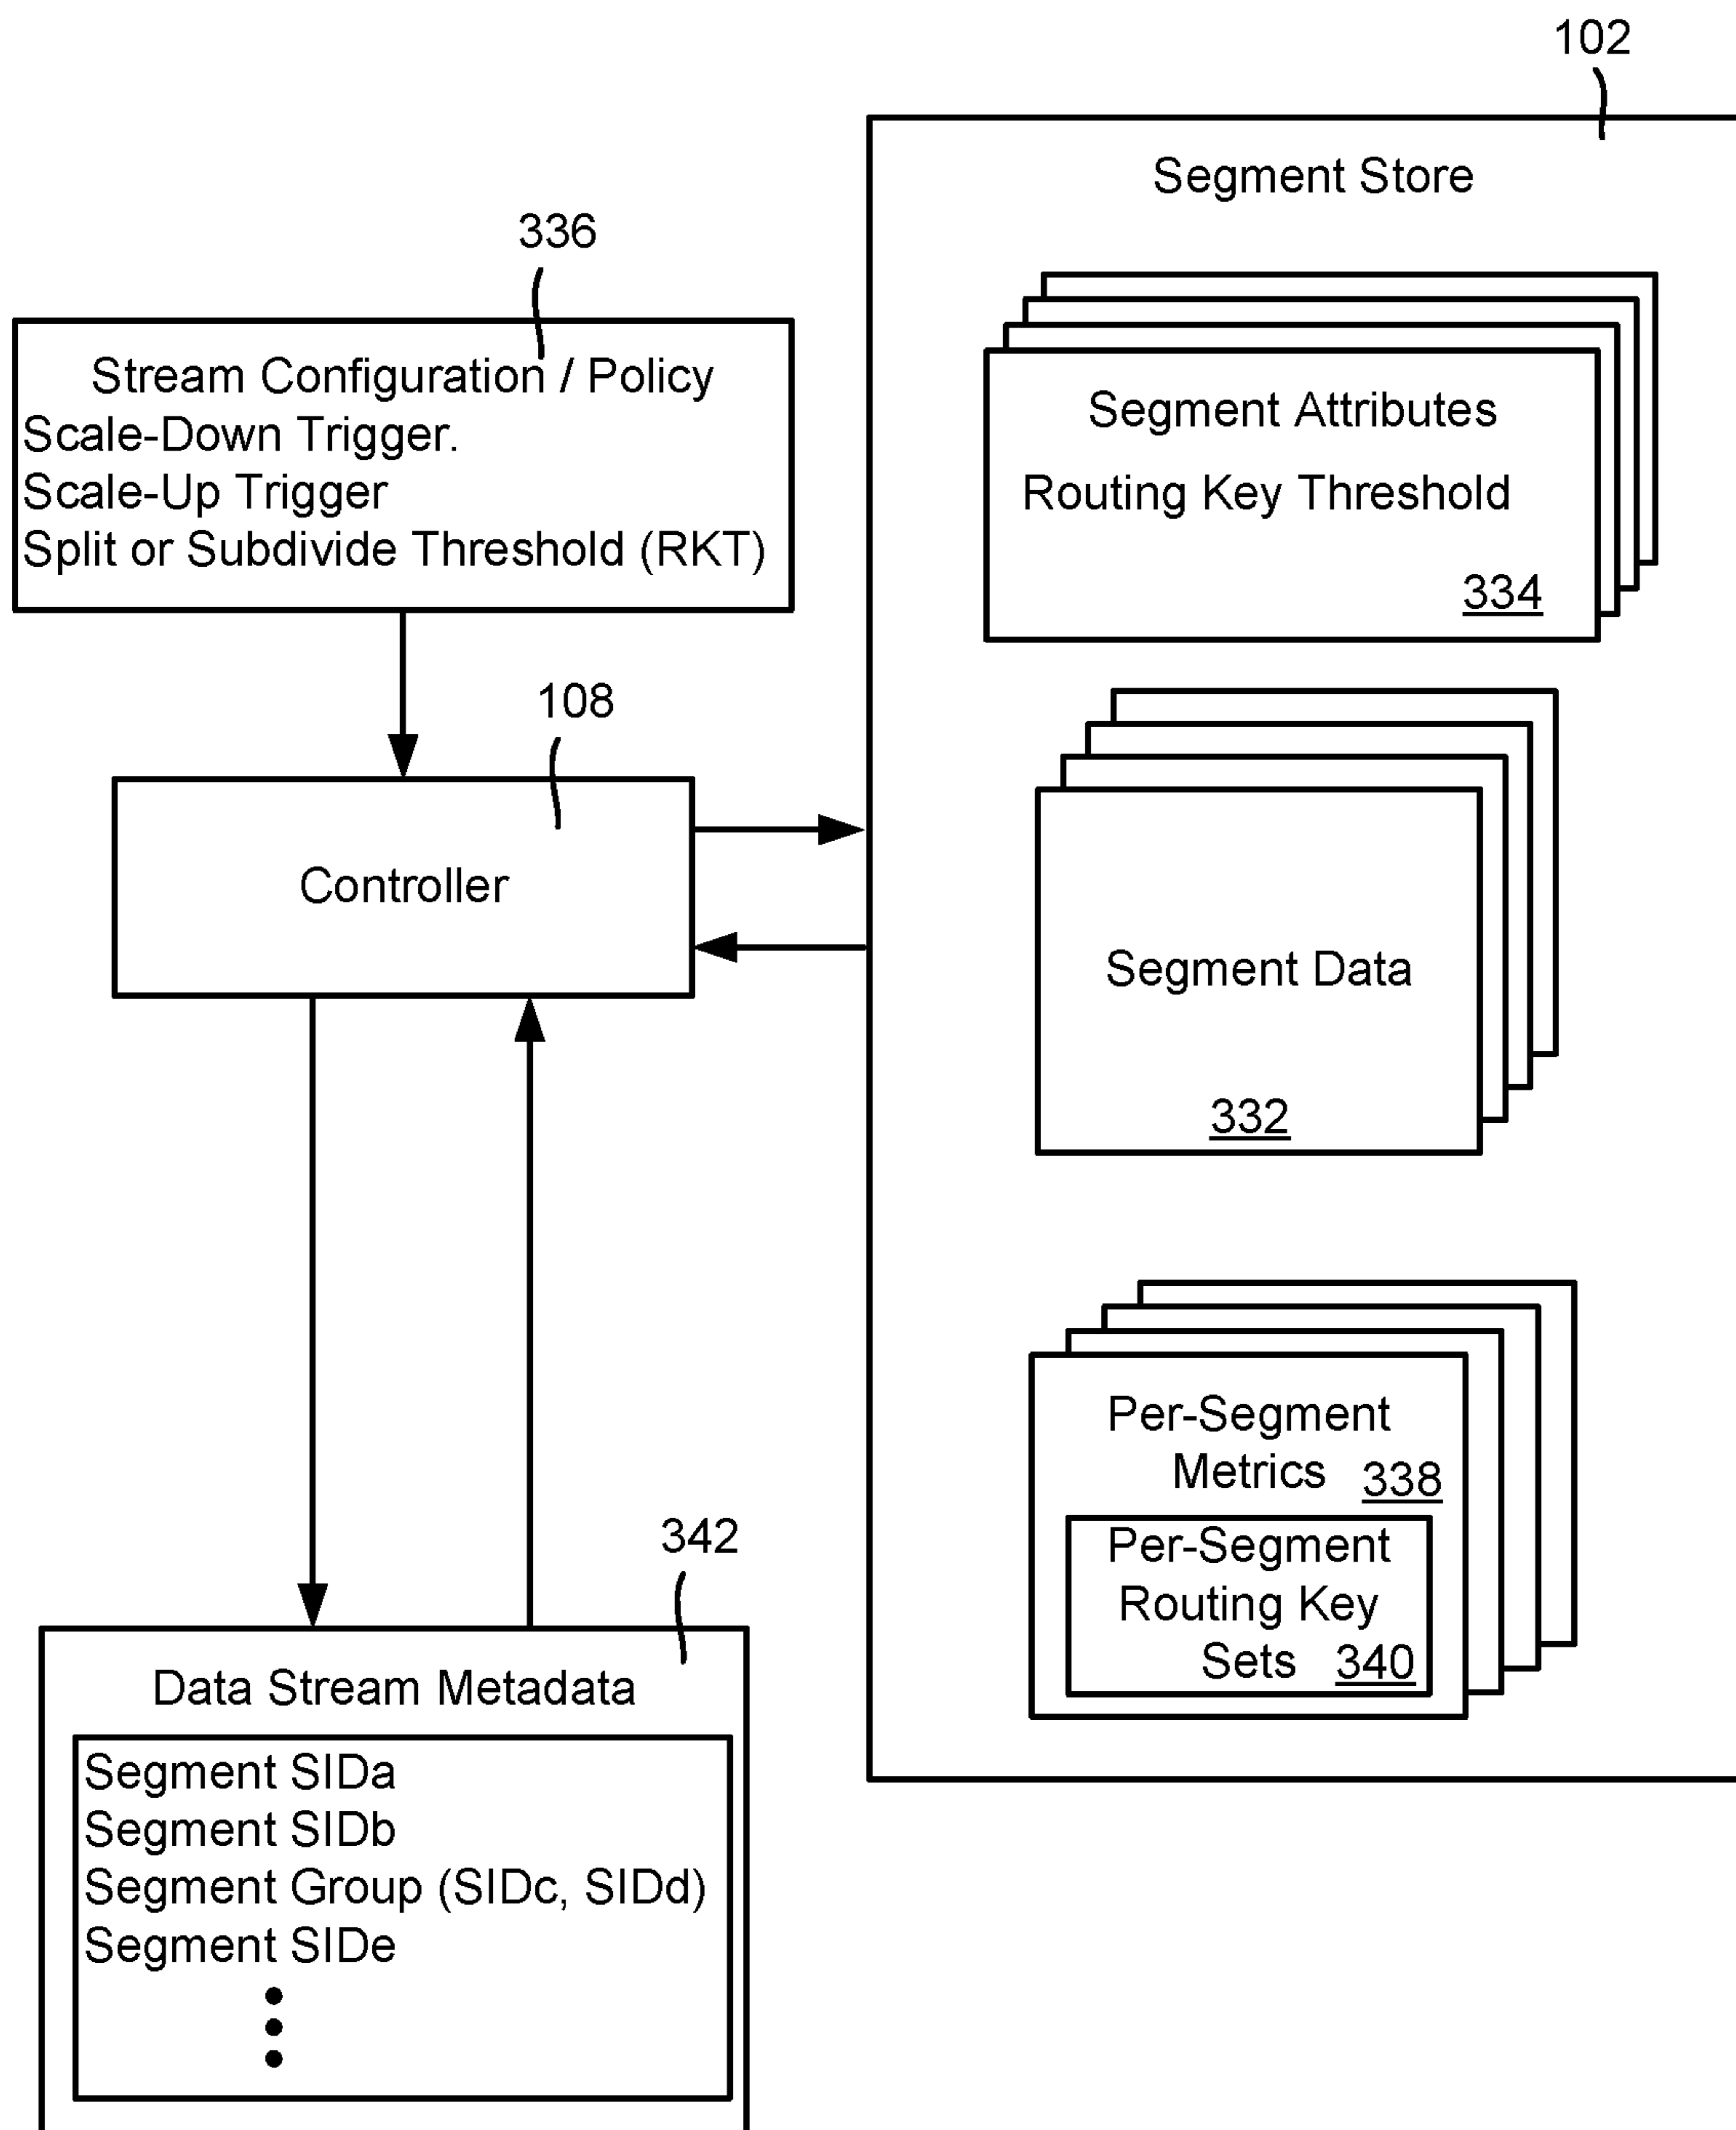 102
Segment Store
336
Stream Configuration / Policy
Scale-Down Trigger.
Scale-Up Trigger
Split or Subdivide Threshold (RKT)
Segment Attributes
Routing Key Threshold
334
108
Controller
Segment Data
332
Per-Segment
Metrics 338
Per-Segment
Routing Key
Sets 340
342
Data Stream Metadata
Segment SIDa
Segment SIDb
Segment Group (SIDc, SIDd)
Segment SIDe